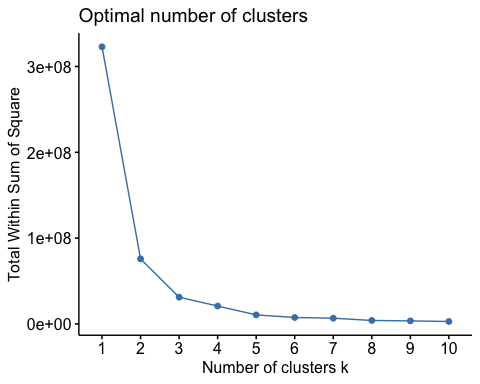 Optimal number of clusters
Total Within Sum of Square
3e+08
2e+08
1e+08
0e+00
1 2 3 4 5 6 7 8 9 10
Number of clusters k